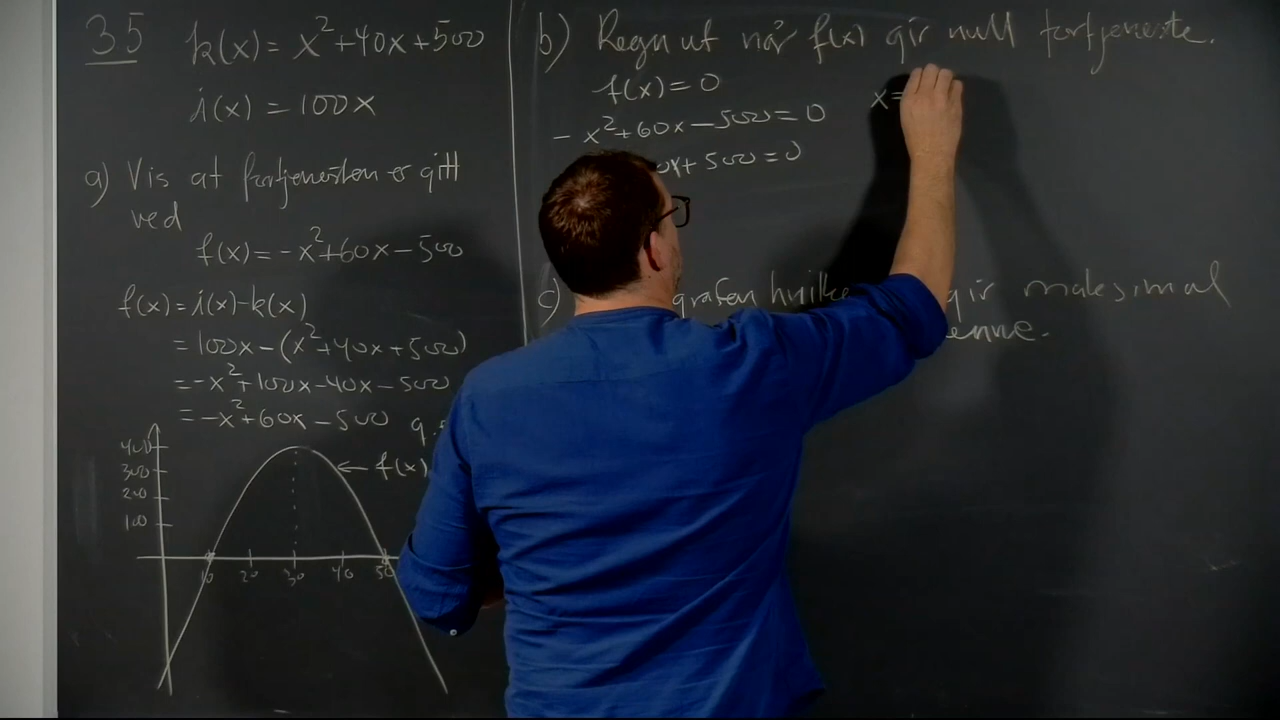 35 k(x) = x²+40x+500
i(x) = 100x
a) Vis at fortjenesten er gitt
ved
f(x) = -x²+60x-500
f(x) = i(x)-k(x)
= 100x-(x²+40x+500)
= -x²+100x-40x-500
= -x²+60x-500
400
300
200
100
← f(x)
10 20 30 40 50
b) Regn ut når f(x) gir null fortjeneste.
f(x) = 0
-x²+60x-500 = 0
0x+500 = 0
x=
c) grafen gir maksimal